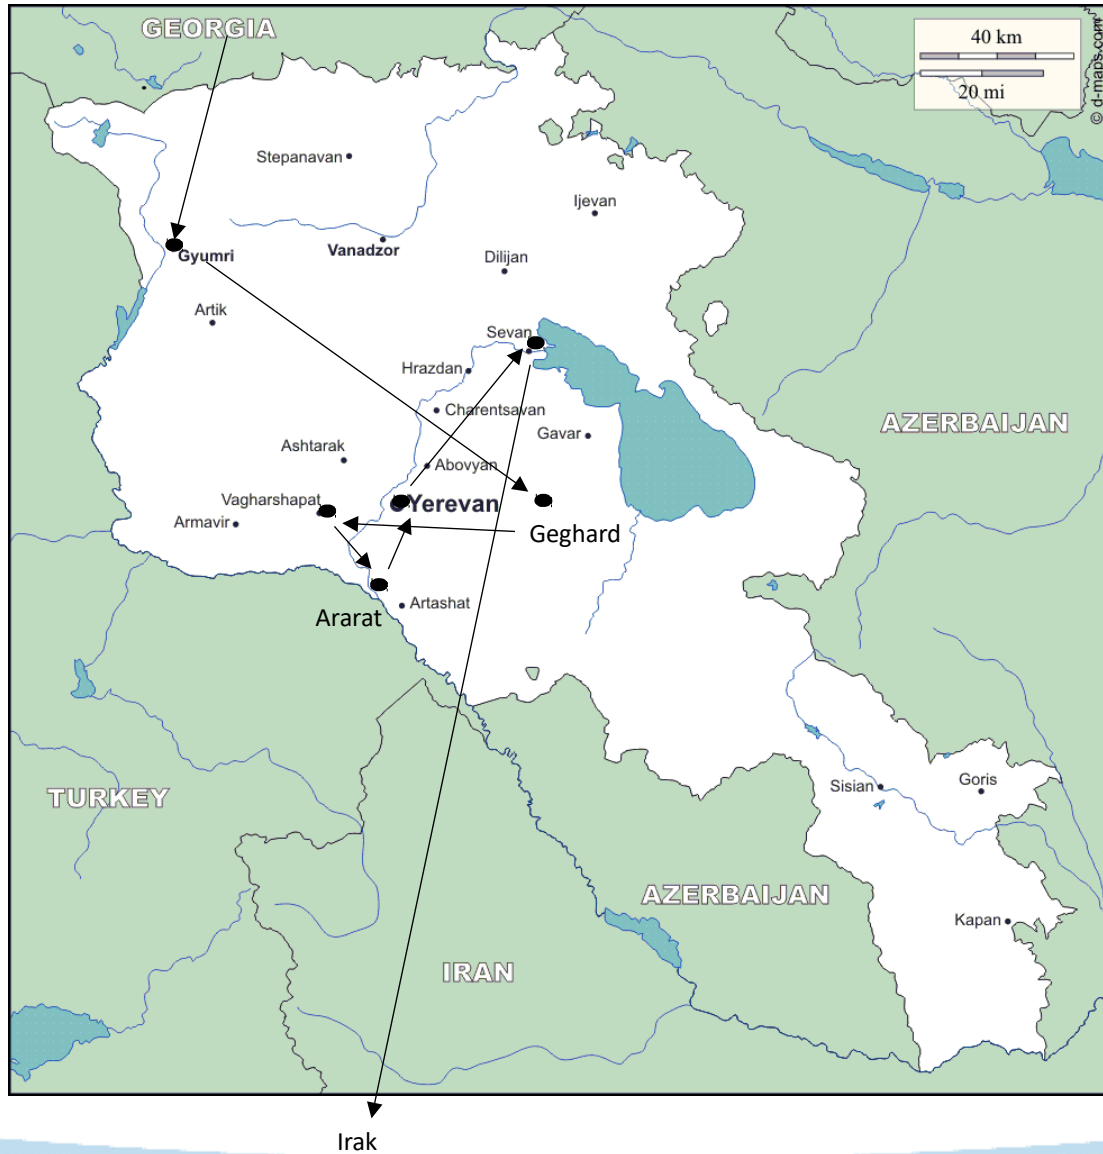 GEORGIA
40 km
20 mi
© d-maps.com
Stepanavan
Ijevan
Gyumri
Vanadzor
Dilijan
Artik
Sevan
Hrazdan
Charentsavan
AZERBAIJAN
Gavar
Ashtarak
Abovyan
Vagharshapat
Yerevan
Armavir
Geghard
Ararat
Artashat
TURKEY
Sisian
Goris
AZERBAIJAN
Kapan
IRAN
Irak